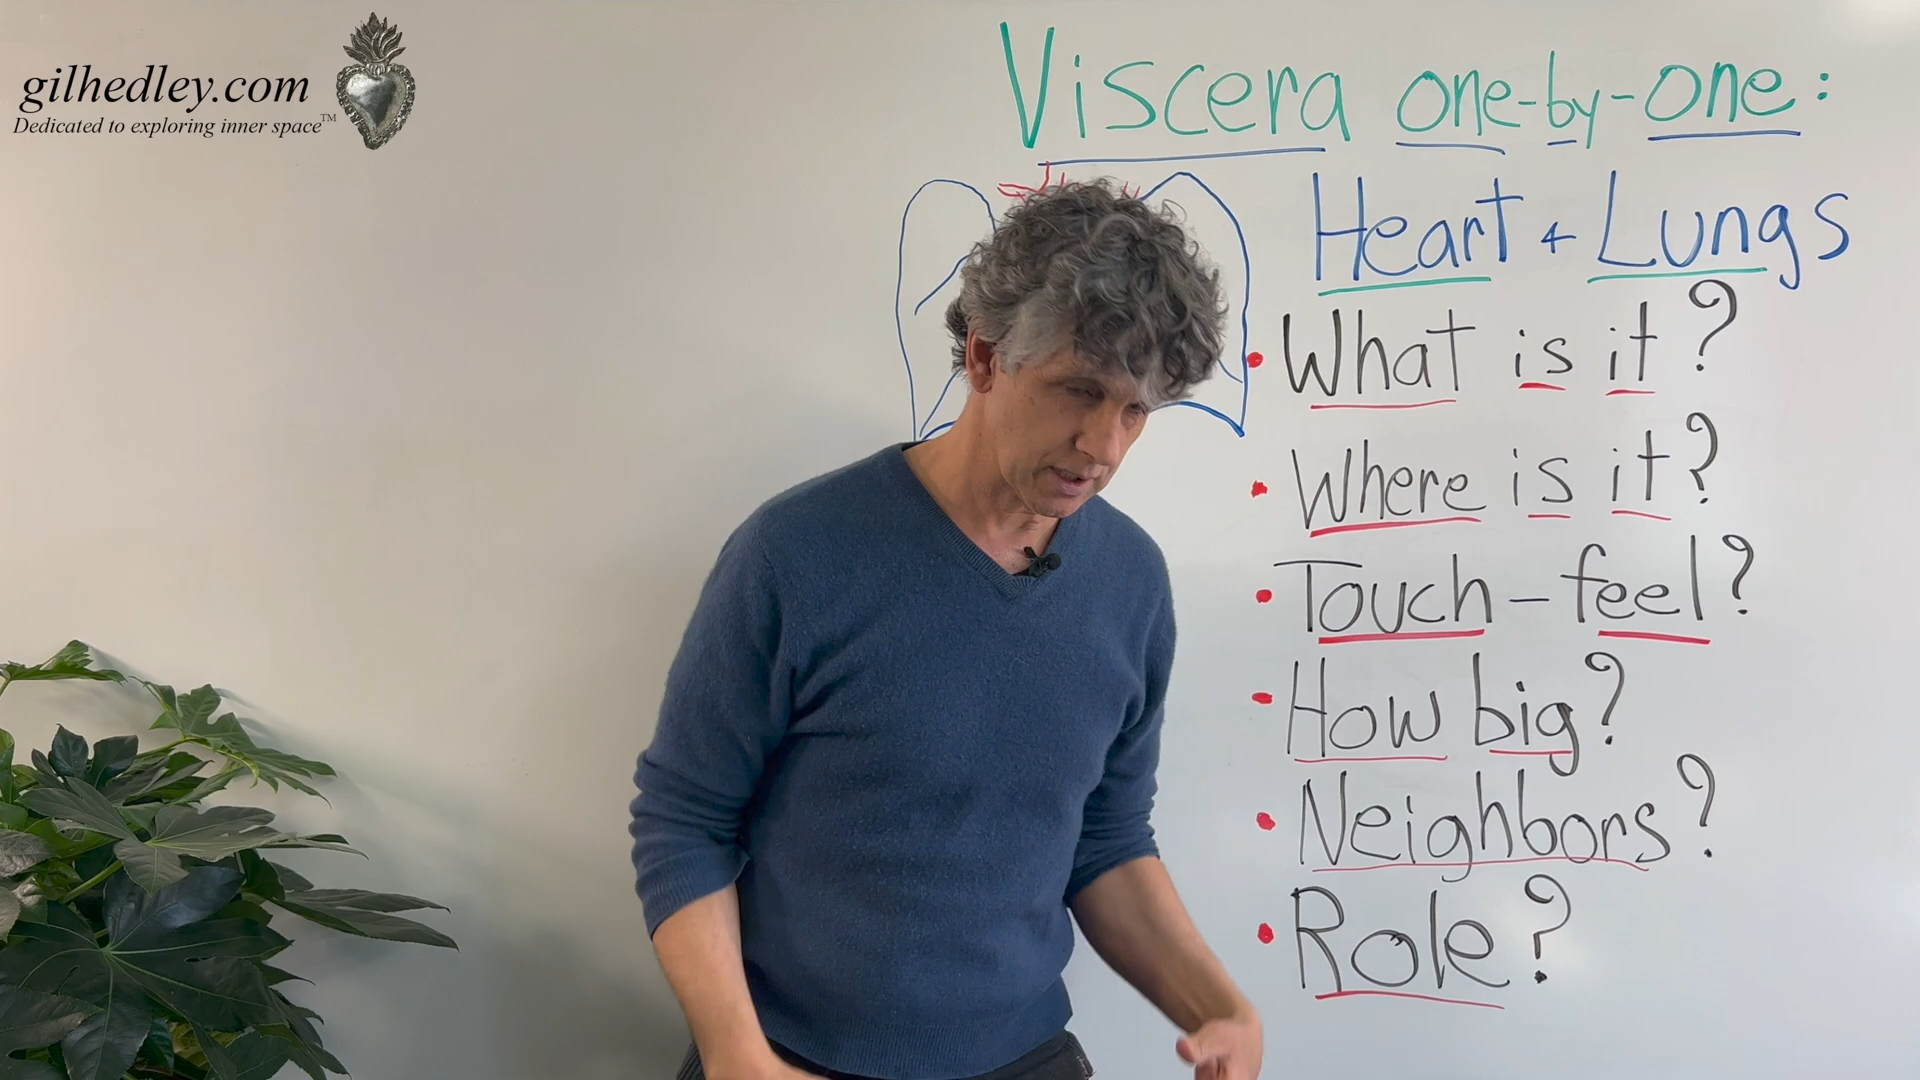 gilhedley.com
Dedicated to exploring inner space™
Viscera one-by-one:
Heart + Lungs
• What is it?
• Where is it?
• Touch - feel?
• How big?
• Neighbors?
• Role?